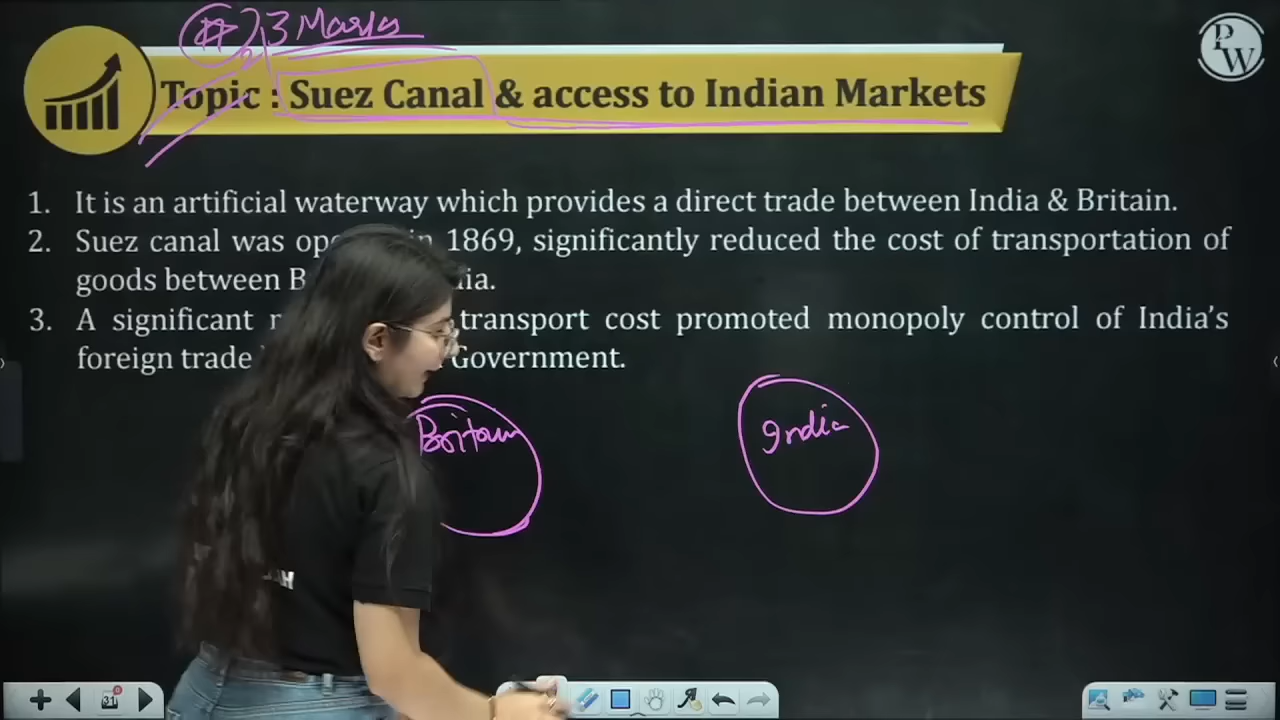 # 2,3 Marks
PW
Topic : Suez Canal & access to Indian Markets
1. It is an artificial waterway which provides a direct trade between India & Britain.
2. Suez canal was in 1869, significantly reduced the cost of transportation of
goods between
3. A significant transport cost promoted monopoly control of India's
foreign trade Government.
Britain
India
31